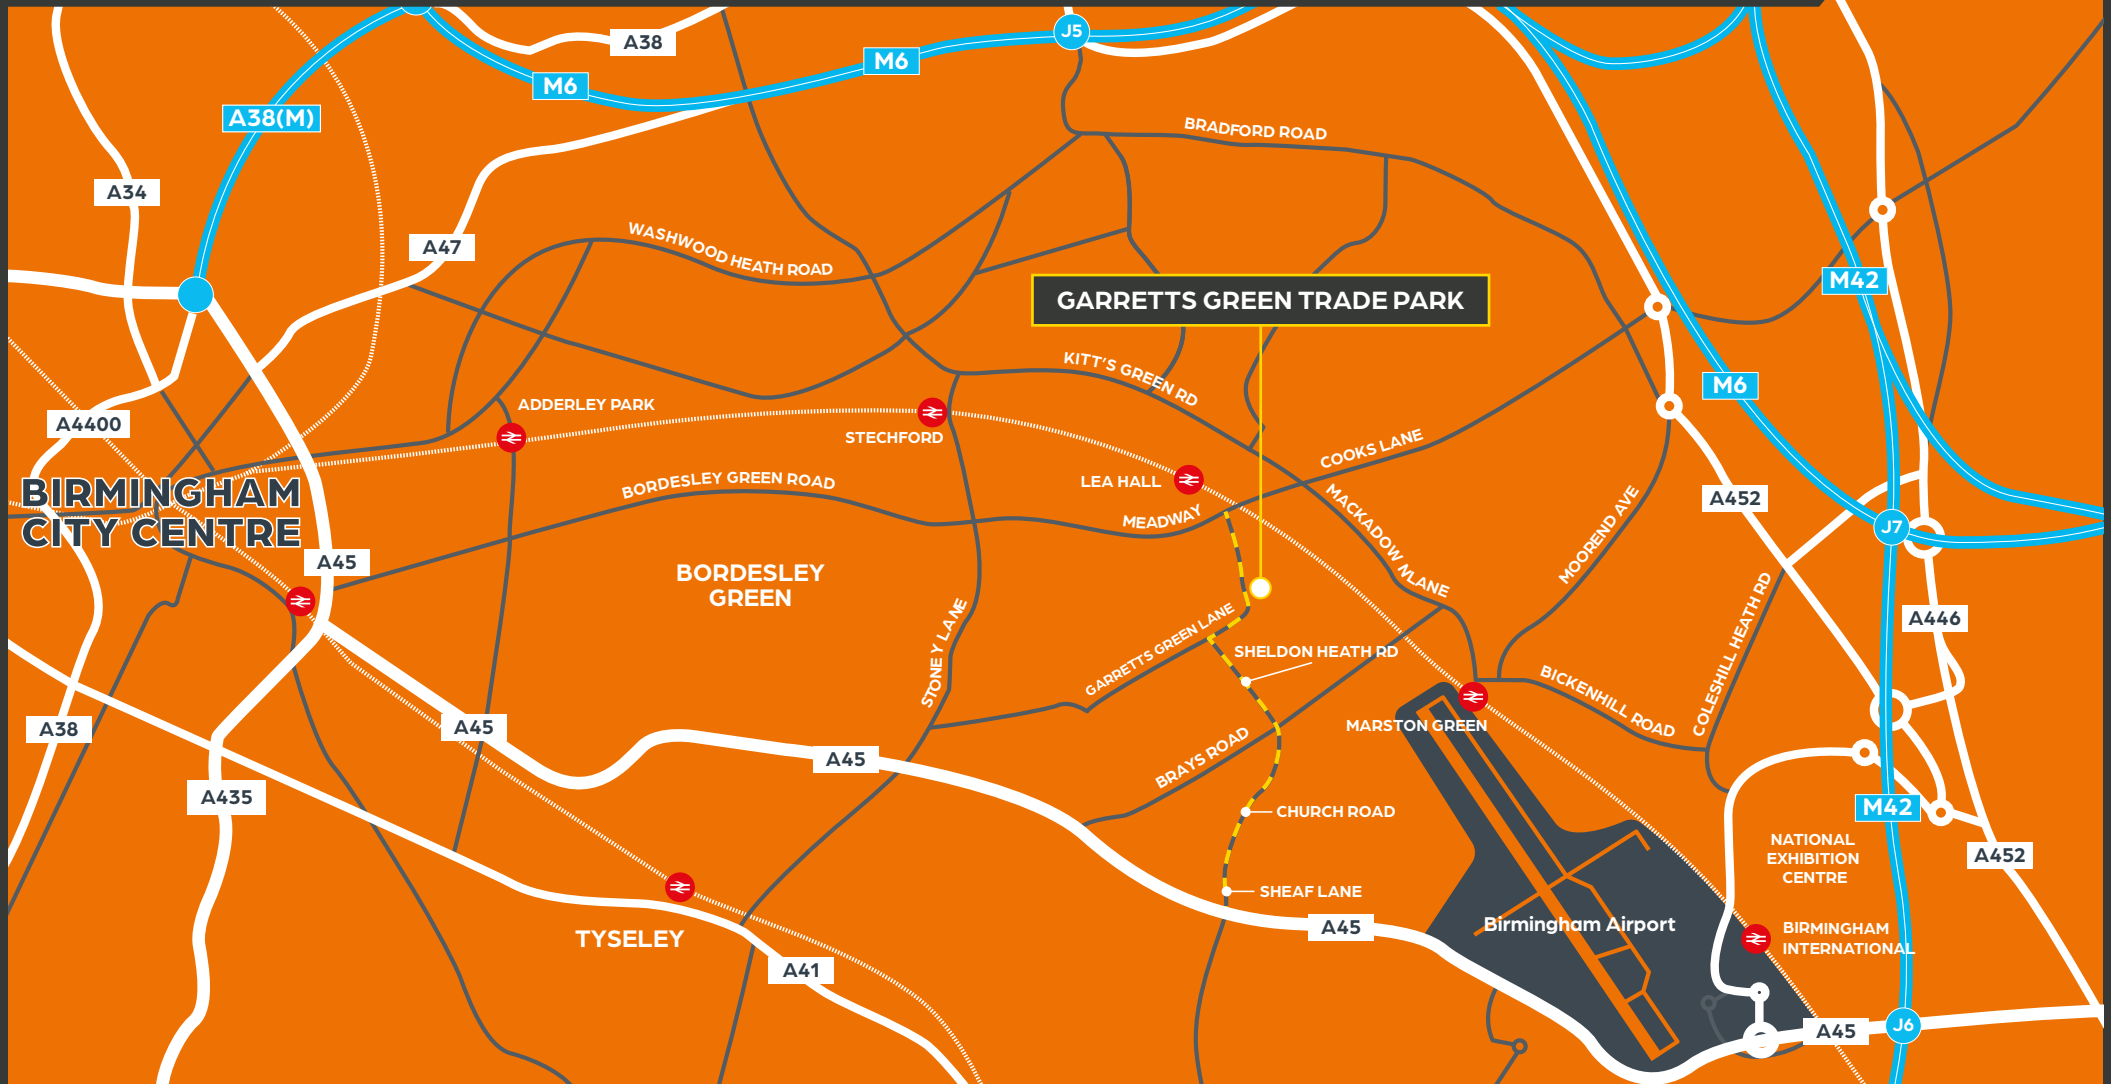 J5
A38
M6
M6
A38(M)
BRADFORD ROAD
A34
A47
WASHWOOD HEATH ROAD
M42
GARRETTS GREEN TRADE PARK
KITT'S GREEN RD
M6
ADDERLEY PARK
A4400
STECHFORD
COOKS LANE
LEA HALL
BORDESLEY GREEN ROAD
BIRMINGHAM
CITY CENTRE
MEADWAY
MACKADOWN LANE
MOOREND AVE
A452
J7
A45
BORDESLEY
GREEN
COLESHILL HEATH RD
A446
STONEY LANE
GARRETTS GREEN LANE
SHELDON HEATH RD
BICKENHILL ROAD
A38
A45
MARSTON GREEN
BRAYS ROAD
A45
A435
CHURCH ROAD
M42
NATIONAL
EXHIBITION
CENTRE
A452
SHEAF LANE
A45
Birmingham Airport
BIRMINGHAM
INTERNATIONAL
TYSELEY
A41
A45
J6